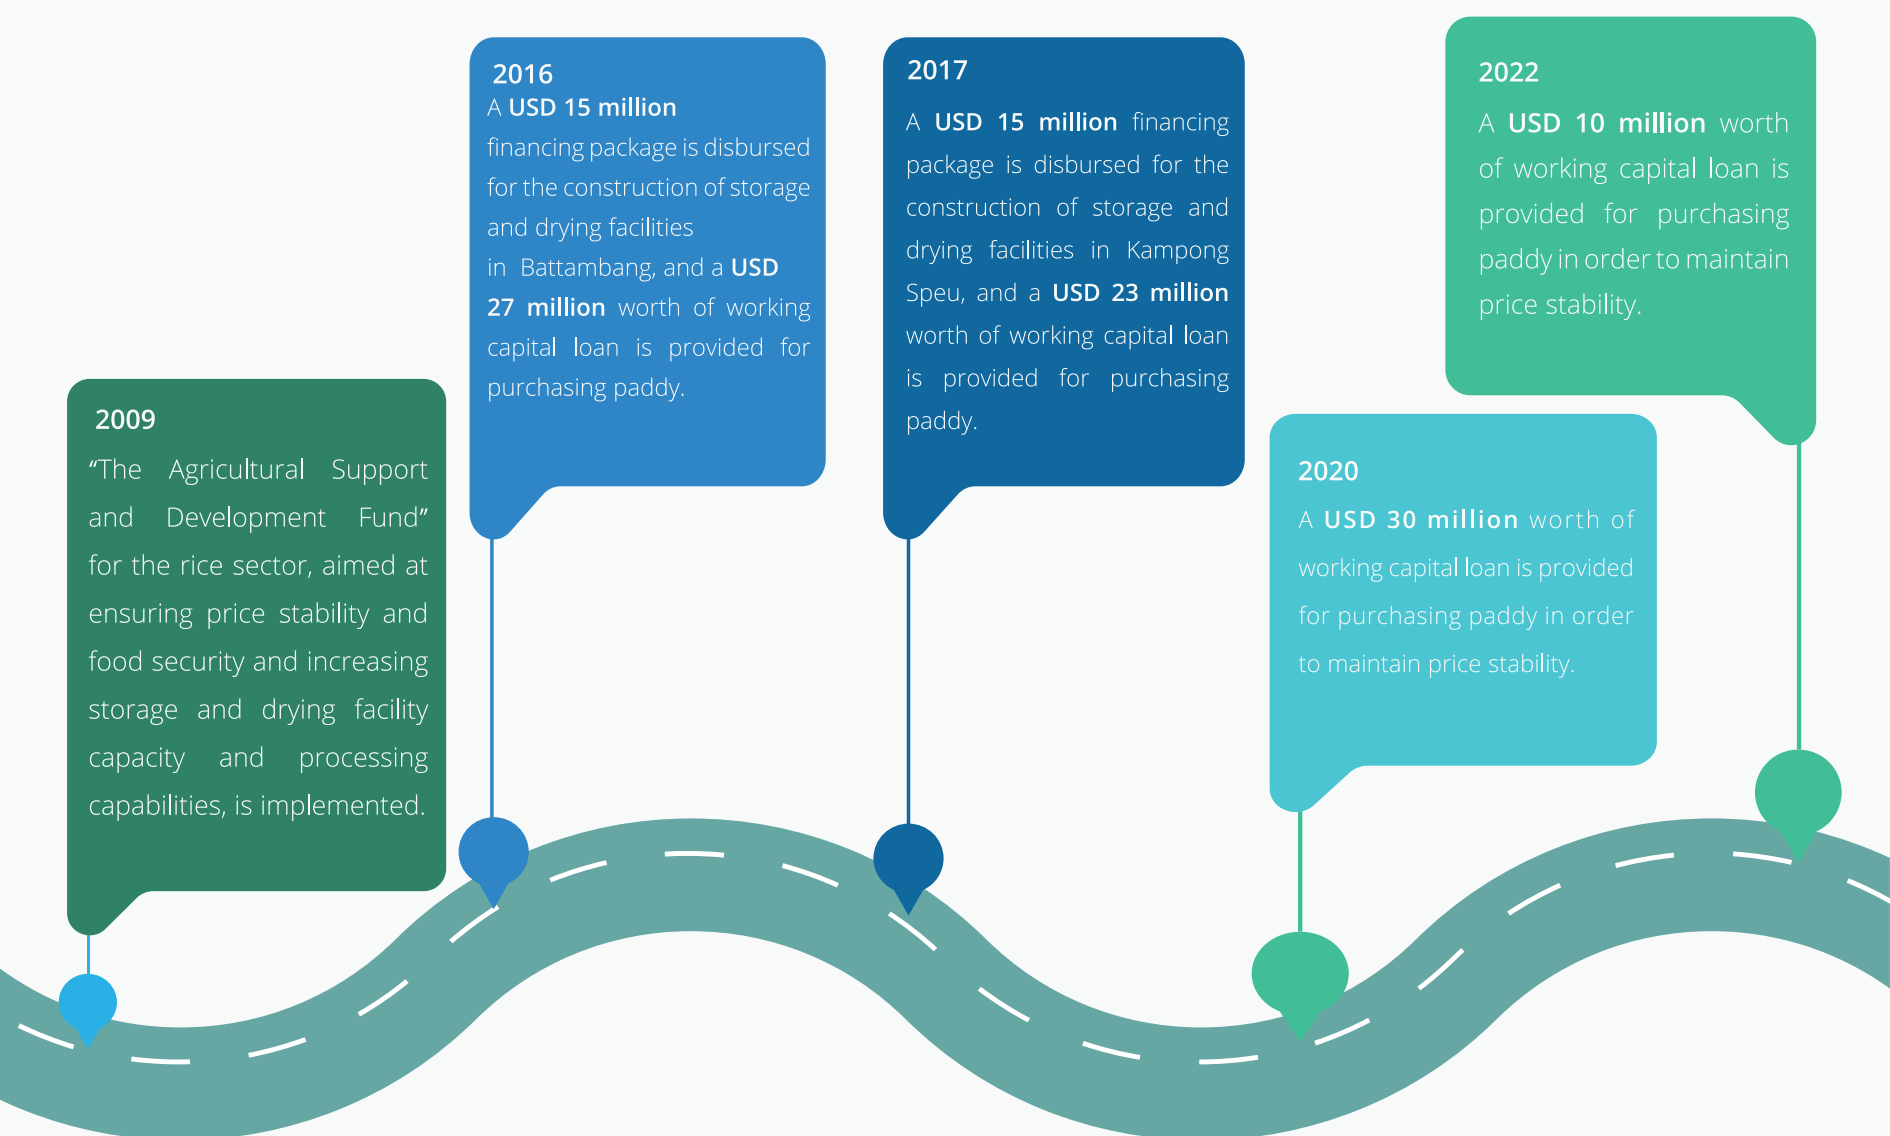 2009
“The Agricultural Support
and Development Fund”
for the rice sector, aimed at
ensuring price stability and
food security and increasing
storage and drying facility
capacity and processing
capabilities, is implemented.
2016
A USD 15 million
financing package is disbursed
for the construction of storage
and drying facilities
in Battambang, and a USD
27 million worth of working
capital loan is provided for
purchasing paddy.
2017
A USD 15 million financing
package is disbursed for the
construction of storage and
drying facilities in Kampong
Speu, and a USD 23 million
worth of working capital loan
is provided for purchasing
paddy.
2020
A USD 30 million worth of
working capital loan is provided
for purchasing paddy in order
to maintain price stability.
2022
A USD 10 million worth
of working capital loan is
provided for purchasing
paddy in order to maintain
price stability.